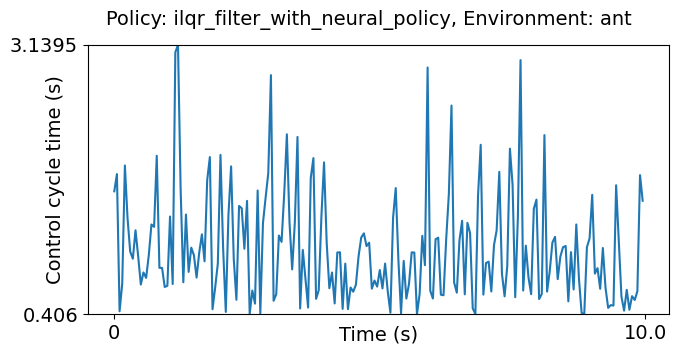 Policy: ilqr_filter_with_neural_policy, Environment: ant
3.1395
Control cycle time (s)
0.406
0
Time (s)
10.0